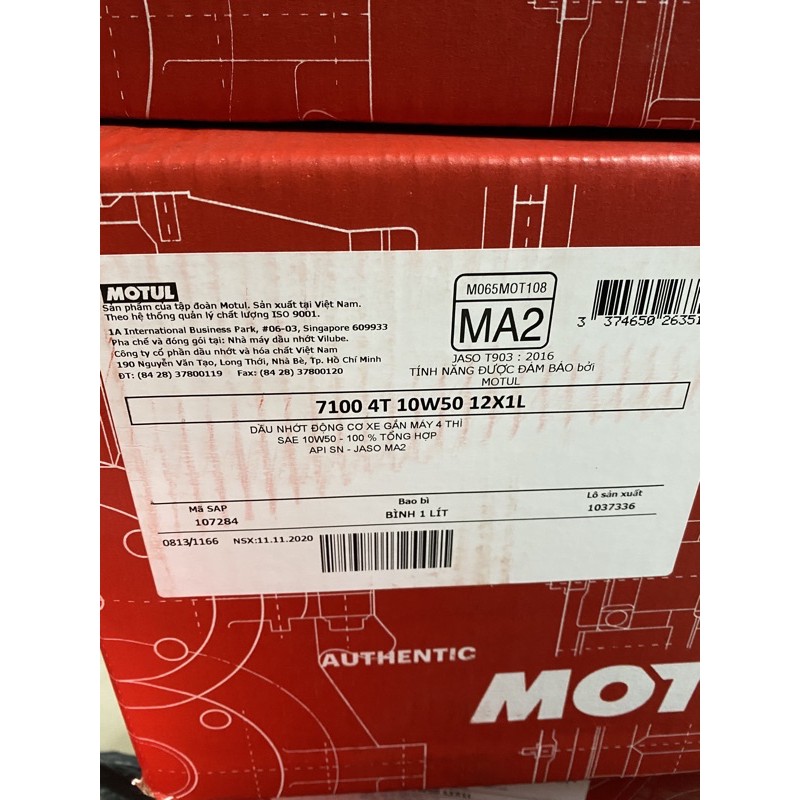 MOTUL
Sản phẩm của tập đoàn Motul. Sản xuất tại Việt Nam.
Theo hệ thống quản lý chất lượng ISO 9001.
1A International Business Park, #06-03, Singapore 609933
Pha chế và đóng gói tại: Nhà máy dầu nhớt Vilube.
Công ty cổ phần dầu nhớt và hóa chất Việt Nam
190 Nguyễn Văn Tạo, Long Thới, Nhà Bè, Tp. Hồ Chí Minh
ĐT: (84 28) 37800119 Fax: (84 28) 37800120
M065MOT108
MA2
JASO T903 : 2016
TÍNH NĂNG ĐƯỢC ĐẢM BẢO bởi
MOTUL
3 374650 26351
7100 4T 10W50 12X1L
DẦU NHỚT ĐỘNG CƠ XE GẮN MÁY 4 THÌ
SAE 10W50 - 100 % TỔNG HỢP
API SN - JASO MA2
Mã SAP Bao bì Lô sản xuất
107284 BÌNH 1 LÍT 1037336
0813/1166 NSX:11.11.2020
AUTHENTIC
MOT